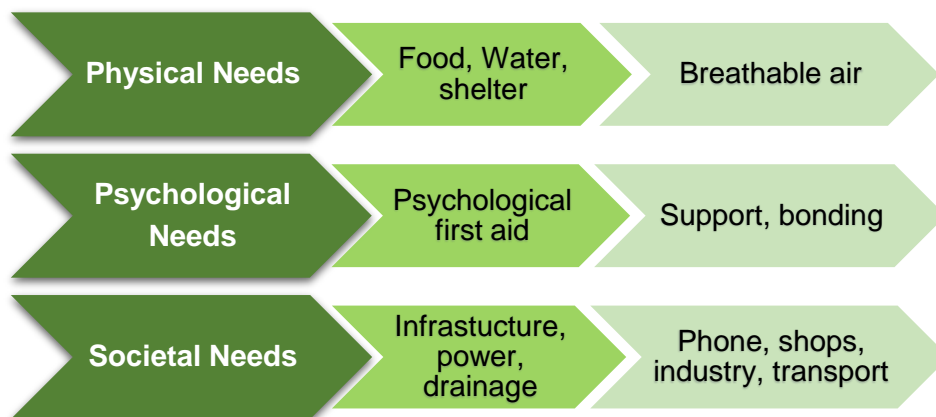 Physical Needs
Food, Water,
shelter
Breathable air
Psychological
Needs
Psychological
first aid
Support, bonding
Societal Needs
Infrastucture,
power,
drainage
Phone, shops,
industry, transport